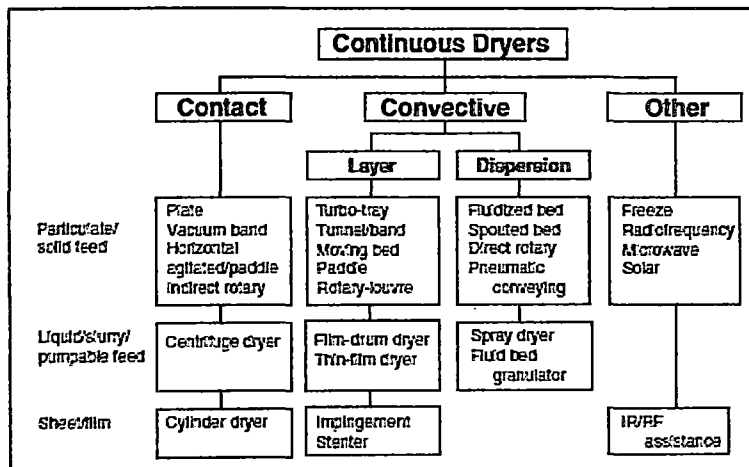 Continuous Dryers
Contact
Convective
Other
Layer
Dispersion
Particulate/
solid feed
Plate
Vacuum band
Horizontal
agitated/paddle
Indirect rotary
Turbo-tray
Tunnel/band
Moving bed
Paddle
Rotary-louvre
Fluidized bed
Spouted bed
Direct rotary
Pneumatic
conveying
Freeze
Radiofrequency
Microwave
Solar
Liquid/slurry/
pumpable feed
Centrifuge dryer
Film-drum dryer
Thin-film dryer
Spray dryer
Fluid bed
granulator
Sheet/film
Cylinder dryer
Impingement
Stenter
IR/RF
assistance